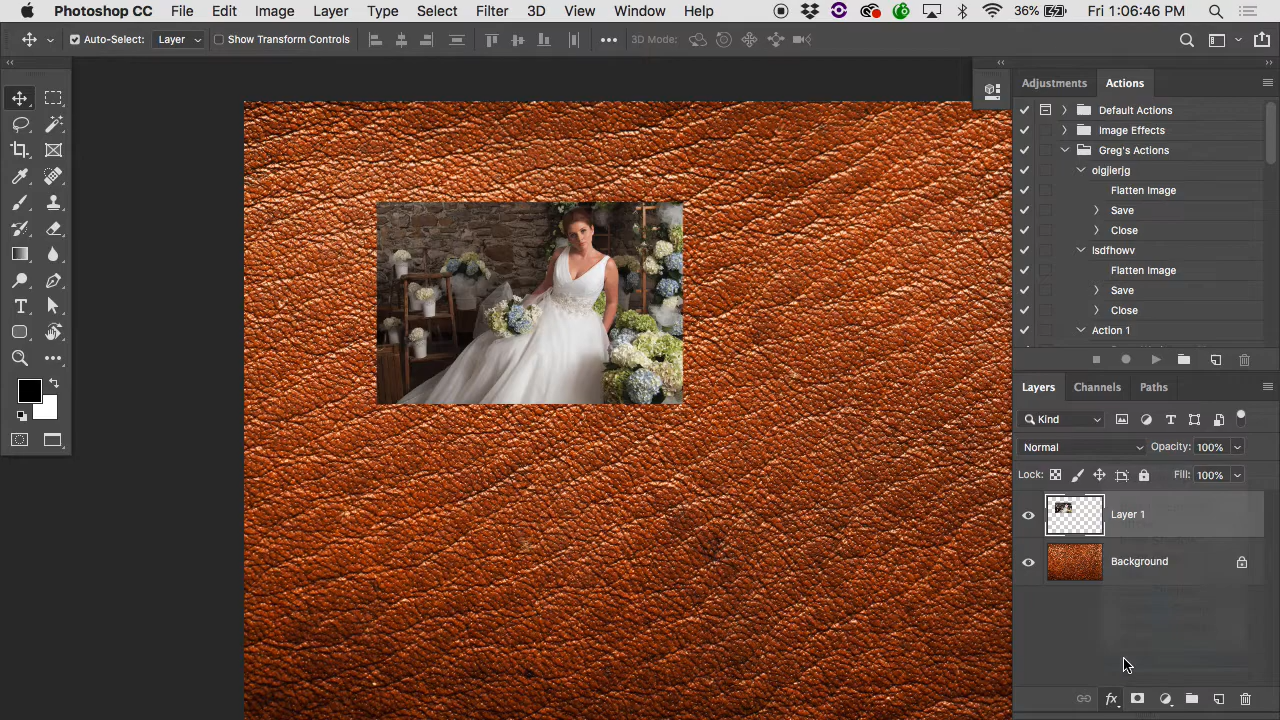 Photoshop CC File Edit Image Layer Type Select Filter 3D View Window Help 36% Fri 1:06:46 PM
Auto-Select: Layer Show Transform Controls 3D Mode:
Adjustments Actions
Default Actions
Image Effects
Greg's Actions
olgjlerjg
Flatten Image
Save
Close
lsdfhowv
Flatten Image
Save
Close
Action 1
Layers Channels Paths
Kind
Normal Opacity: 100%
Lock: Fill: 100%
Layer 1
Background
fx